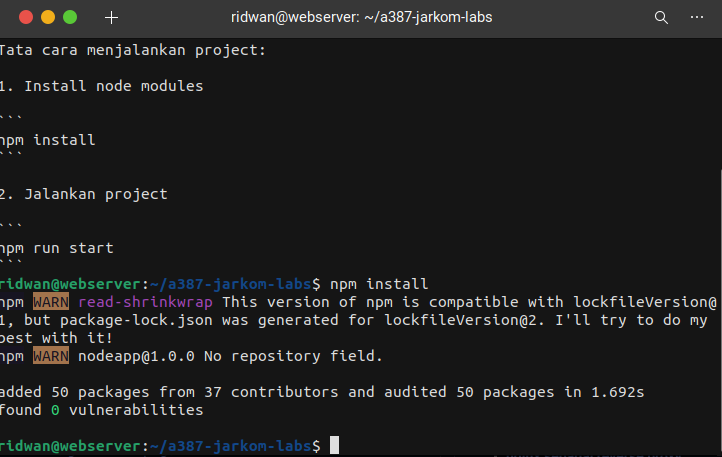 ridwan@webserver: ~/a387-jarkom-labs
Tata cara menjalankan project:
1. Install node modules
```
npm install
```
2. Jalankan project
```
npm run start
```
ridwan@webserver:~/a387-jarkom-labs$ npm install
npm WARN read-shrinkwrap This version of npm is compatible with lockfileVersion@
1, but package-lock.json was generated for lockfileVersion@2. I'll try to do my
best with it!
npm WARN nodeapp@1.0.0 No repository field.
added 50 packages from 37 contributors and audited 50 packages in 1.692s
found 0 vulnerabilities
ridwan@webserver:~/a387-jarkom-labs$